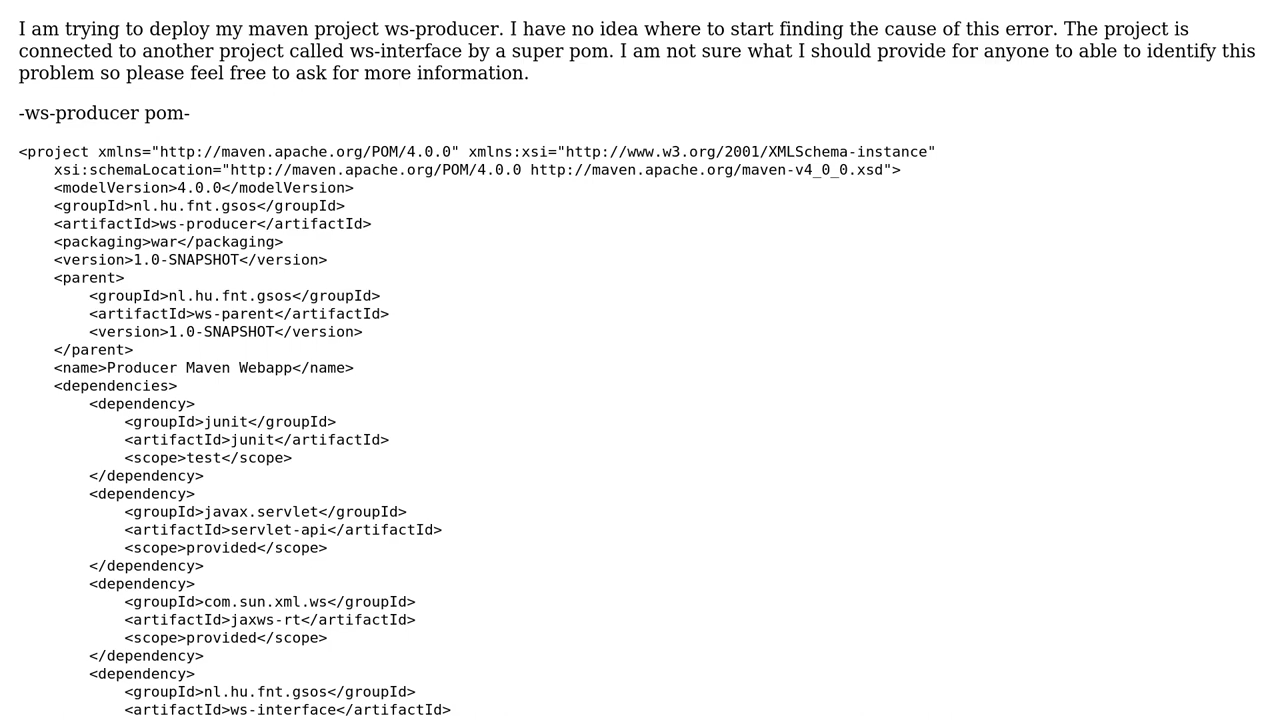 I am trying to deploy my maven project ws-producer. I have no idea where to start finding the cause of this error. The project is
connected to another project called ws-interface by a super pom. I am not sure what I should provide for anyone to able to identify this
problem so please feel free to ask for more information.
-ws-producer pom-
<project xmlns="http://maven.apache.org/POM/4.0.0" xmlns:xsi="http://www.w3.org/2001/XMLSchema-instance"
    xsi:schemaLocation="http://maven.apache.org/POM/4.0.0 http://maven.apache.org/maven-v4_0_0.xsd">
    <modelVersion>4.0.0</modelVersion>
    <groupId>nl.hu.fnt.gsos</groupId>
    <artifactId>ws-producer</artifactId>
    <packaging>war</packaging>
    <version>1.0-SNAPSHOT</version>
    <parent>
        <groupId>nl.hu.fnt.gsos</groupId>
        <artifactId>ws-parent</artifactId>
        <version>1.0-SNAPSHOT</version>
    </parent>
    <name>Producer Maven Webapp</name>
    <dependencies>
        <dependency>
            <groupId>junit</groupId>
            <artifactId>junit</artifactId>
            <scope>test</scope>
        </dependency>
        <dependency>
            <groupId>javax.servlet</groupId>
            <artifactId>servlet-api</artifactId>
            <scope>provided</scope>
        </dependency>
        <dependency>
            <groupId>com.sun.xml.ws</groupId>
            <artifactId>jaxws-rt</artifactId>
            <scope>provided</scope>
        </dependency>
        <dependency>
            <groupId>nl.hu.fnt.gsos</groupId>
            <artifactId>ws-interface</artifactId>